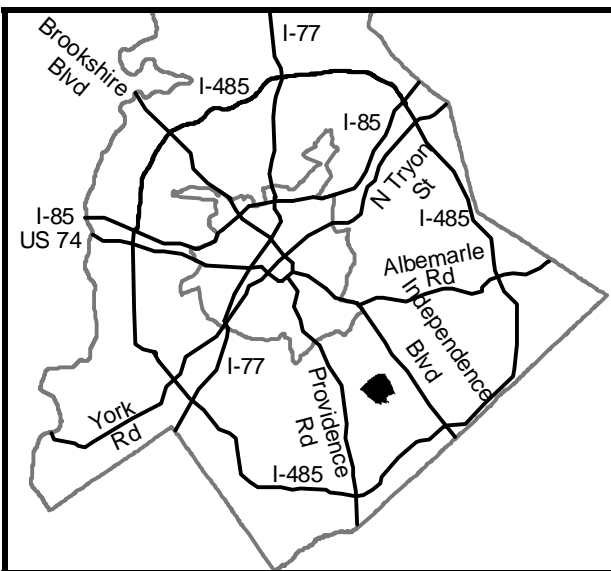 I-77
Brookshire
Blvd
I-485
I-85
N Tryon
St
I-85
I-485
US 74
Albemarle
Rd
Independence
Blvd
I-77
Providence
Rd
York
Rd
I-485